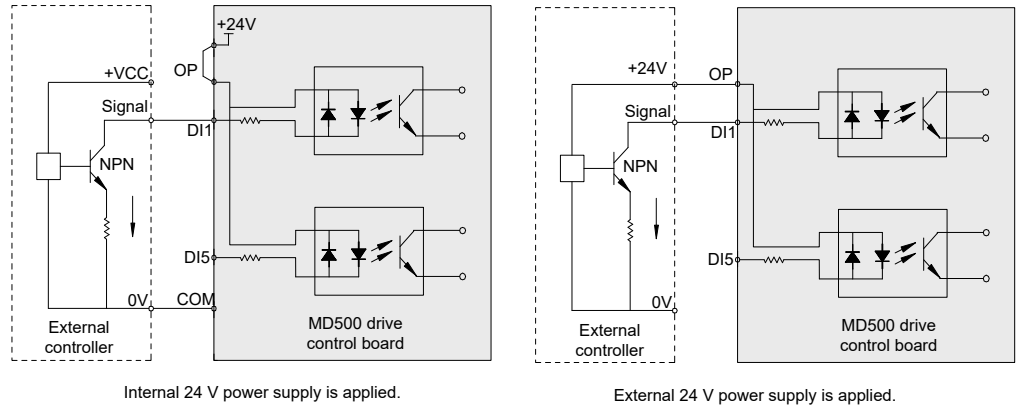 +24V
OP
+VCC
Signal
DI1
NPN
DI5
0V
COM
External
controller
MD500 drive
control board
Internal 24 V power supply is applied.
+24V
OP
Signal
DI1
NPN
DI5
0V
External
controller
MD500 drive
control board
External 24 V power supply is applied.